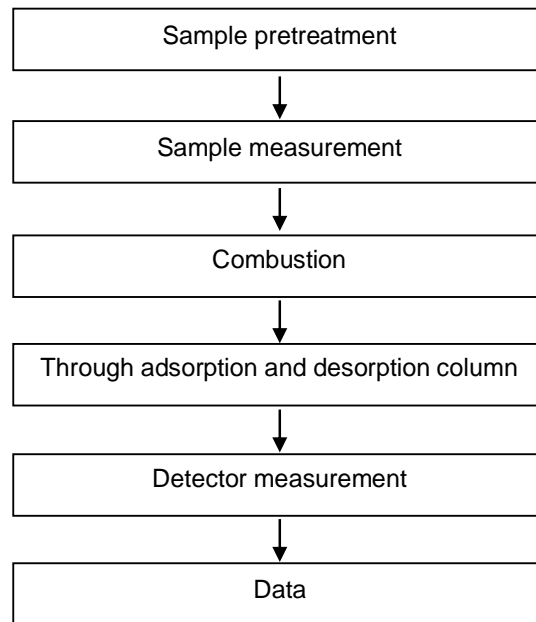 Sample pretreatment
Sample measurement
Combustion
Through adsorption and desorption column
Detector measurement
Data